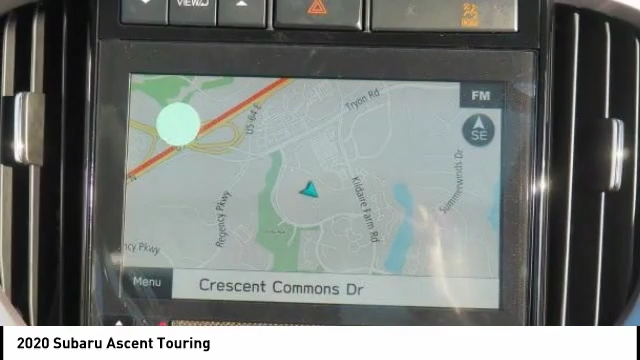 VIEW
FM
Tryon Rd
US-64 E
SE
Summerwinds Dr
Kildaire Farm Rd
Regency Pkwy
ncy Pkwy
Menu
Crescent Commons Dr
2020 Subaru Ascent Touring